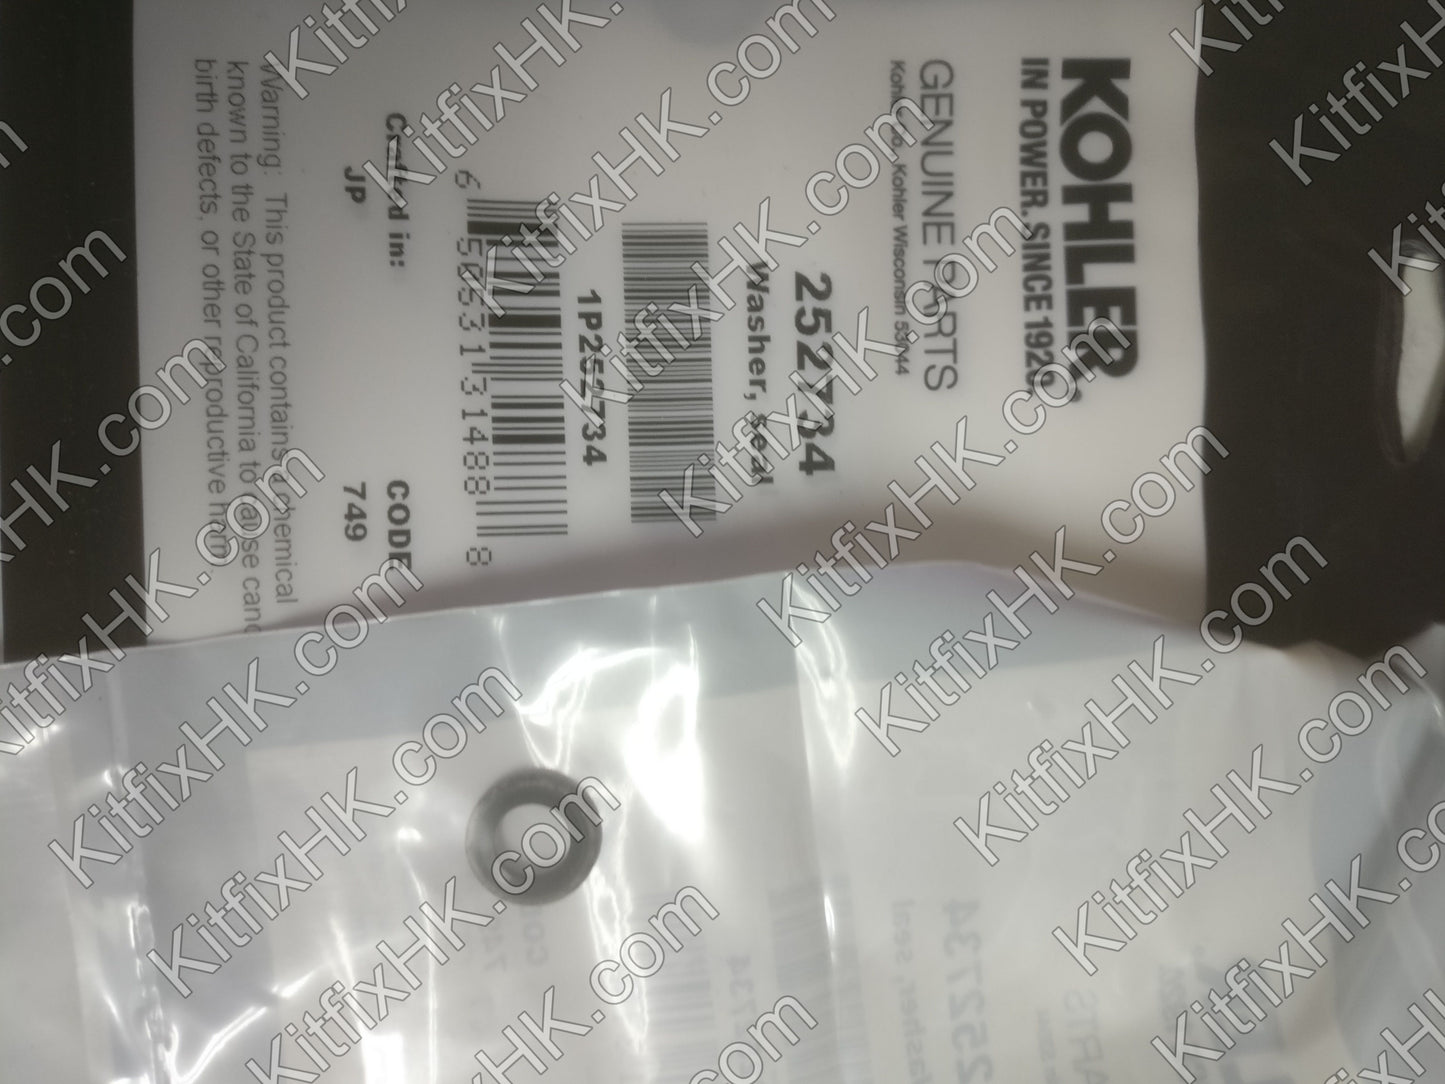 KOHLER
IN POWER. SINCE 1920.
GENUINE PARTS
Kohler Co., Kohler Wisconsin 53044
252734
Washer, seal
1P252734
6 50531 31488 8
Crafted in:
JP
CODE
749
Warning: This product contains a chemical
known to the State of California to cause
birth defects, or other reproductive harm
KitfixHK.com